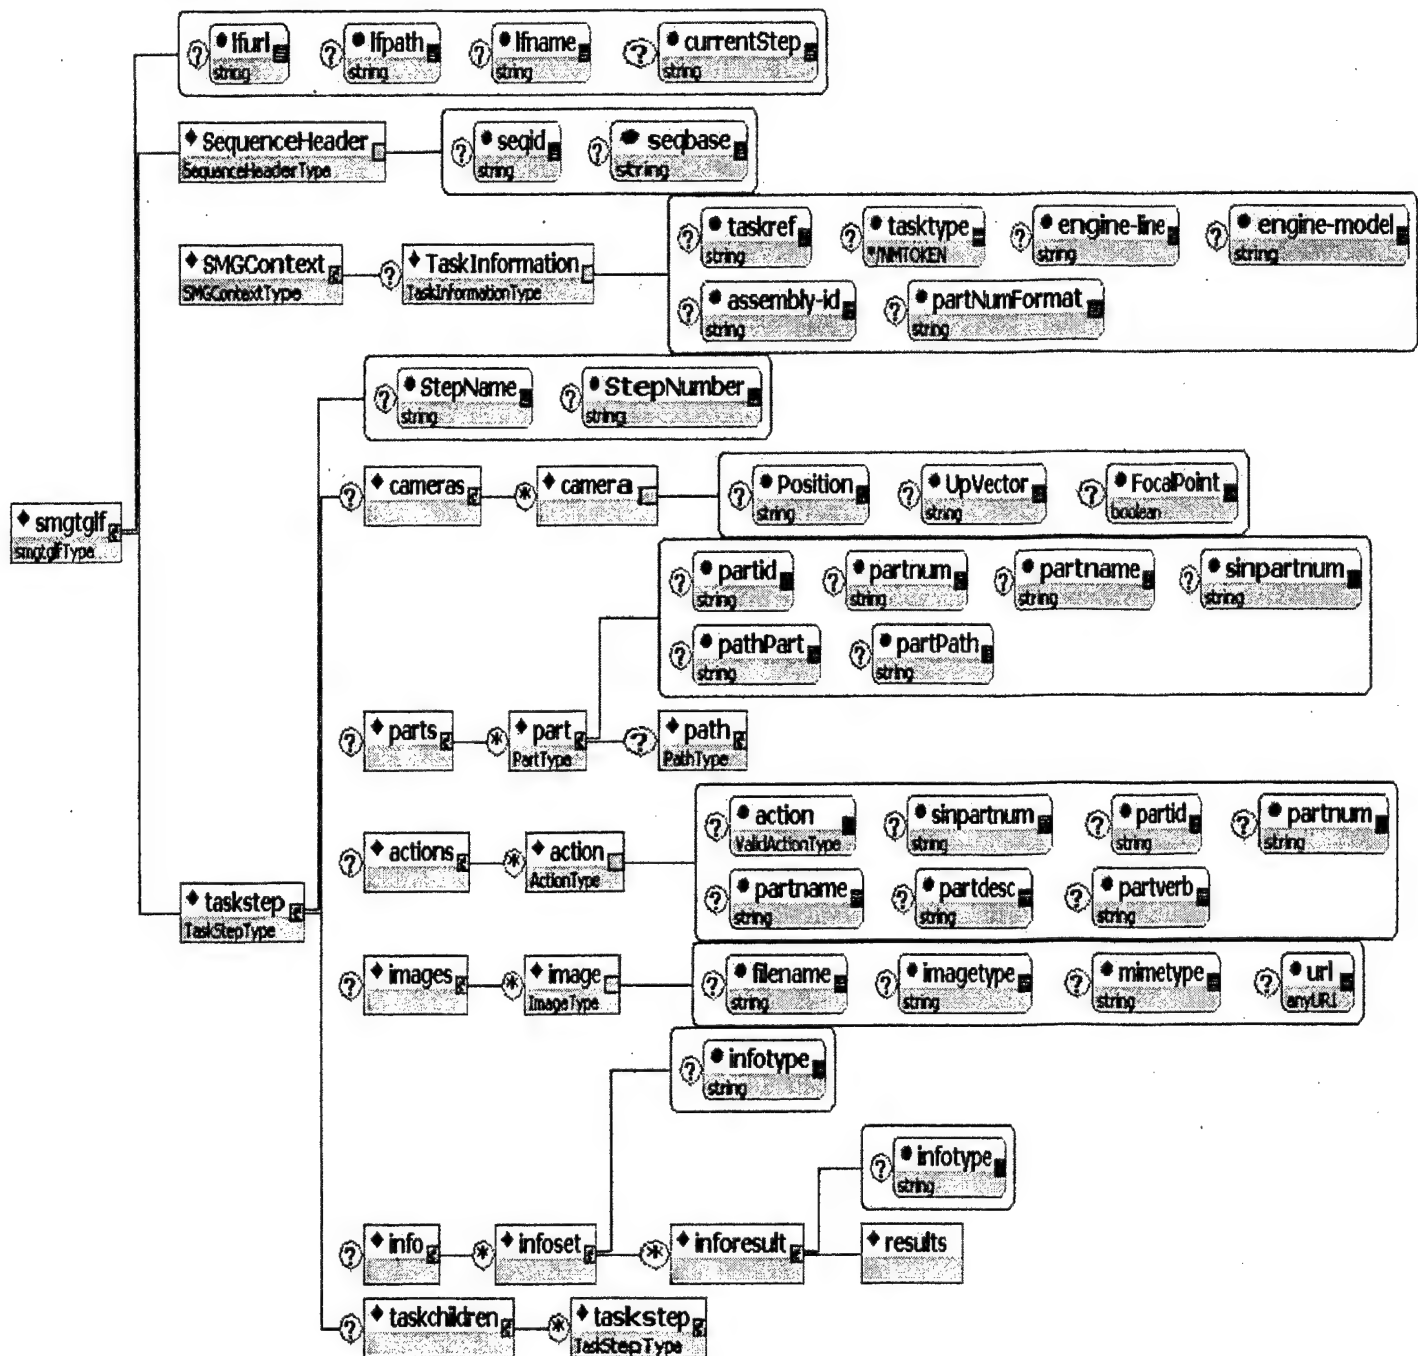 ? lfurl ? lfpath ? lfname ? currentStep
string string string string
SequenceHeader ? seqid ? seqbase
SequenceHeaderType string string
? taskref ? tasktype ? engine-line ? engine-model
string */NMTOKEN string string
SMGContext ? TaskInformation
SMGContextType TaskInformationType
? assembly-id ? partNumFormat
string string
? StepName ? StepNumber
string string
? cameras * camera ? Position ? UpVector ? FocalPoint
string string boolean
smgtglf
smgtglfType
? partid ? partnum ? partname ? sinpartnum
string string string string
? pathPart ? partPath
string string
? parts * part ? path
PartType PathType
? action ? sinpartnum ? partid ? partnum
ValidActionType string string string
? actions * action
ActionType
? partname ? partdesc ? partverb
string string string
taskstep
TaskStepType
? images * image ? filename ? imagetype ? mimetype ? url
ImageType string string string anyURI
? infotype
string
? infotype
string
? info * infoset * inforesult results
? taskchildren * taskstep
TaskStepType